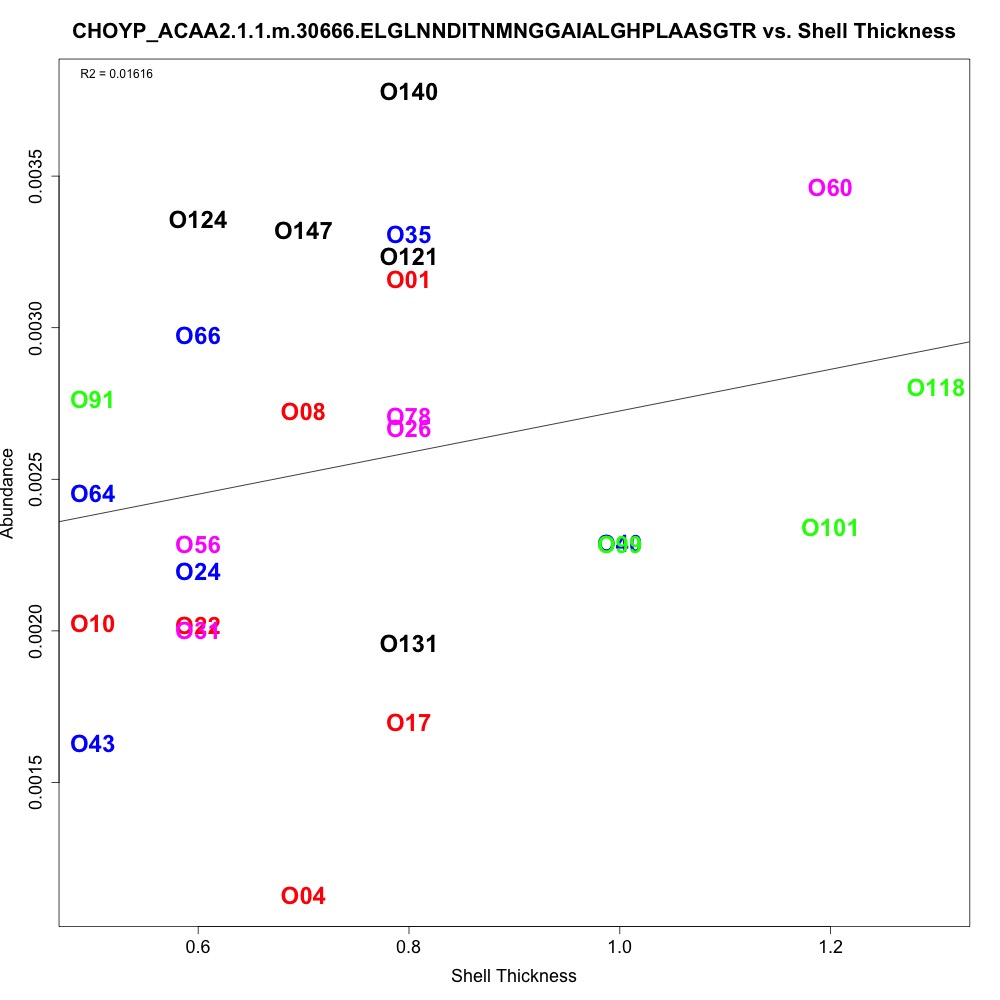 CHOYP_ACAA2.1.1.m.30666.ELGLNNDITNMNGGAIALGHPLAASGTR vs. Shell Thickness
R2 = 0.01616
O140
O60
O124
O147
O35
O121
O01
O66
O118
O91
O08
O78
O26
O64
O101
O56
O24
O10
O22
O131
O17
O43
O04
0.0035
0.0030
0.0025
0.0020
0.0015
Abundance
0.6
0.8
1.0
1.2
Shell Thickness